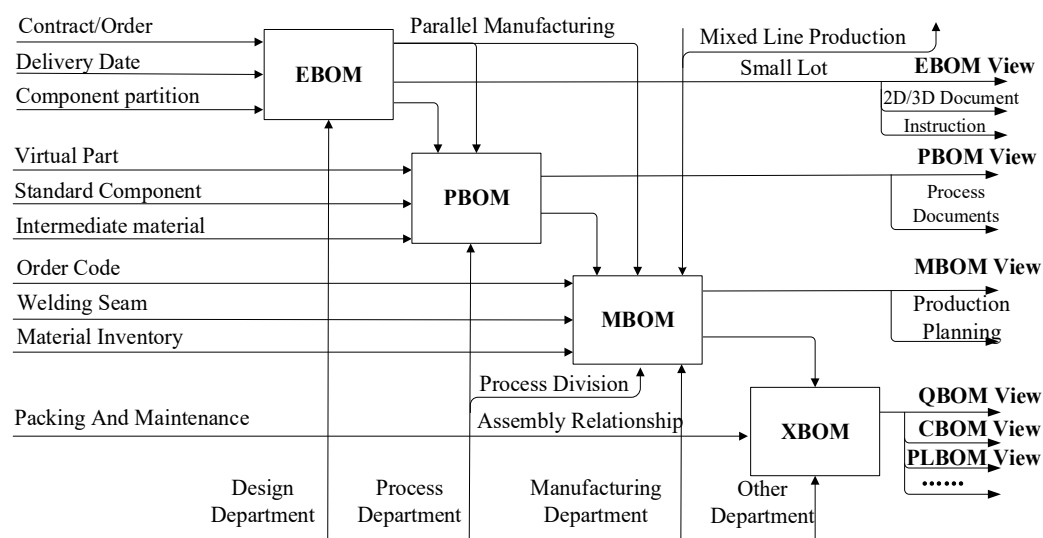 Contract/Order
Parallel Manufacturing
Mixed Line Production
Delivery Date
EBOM
Small Lot
EBOM View
Component partition
2D/3D Document
Instruction
Virtual Part
PBOM View
Standard Component
PBOM
Process
Documents
Intermediate material
Order Code
MBOM View
Welding Seam
MBOM
Production
Planning
Material Inventory
Process Division
QBOM View
Packing And Maintenance
Assembly Relationship
XBOM
CBOM View
PLBOM View
......
Design
Department
Process
Department
Manufacturing
Department
Other
Department